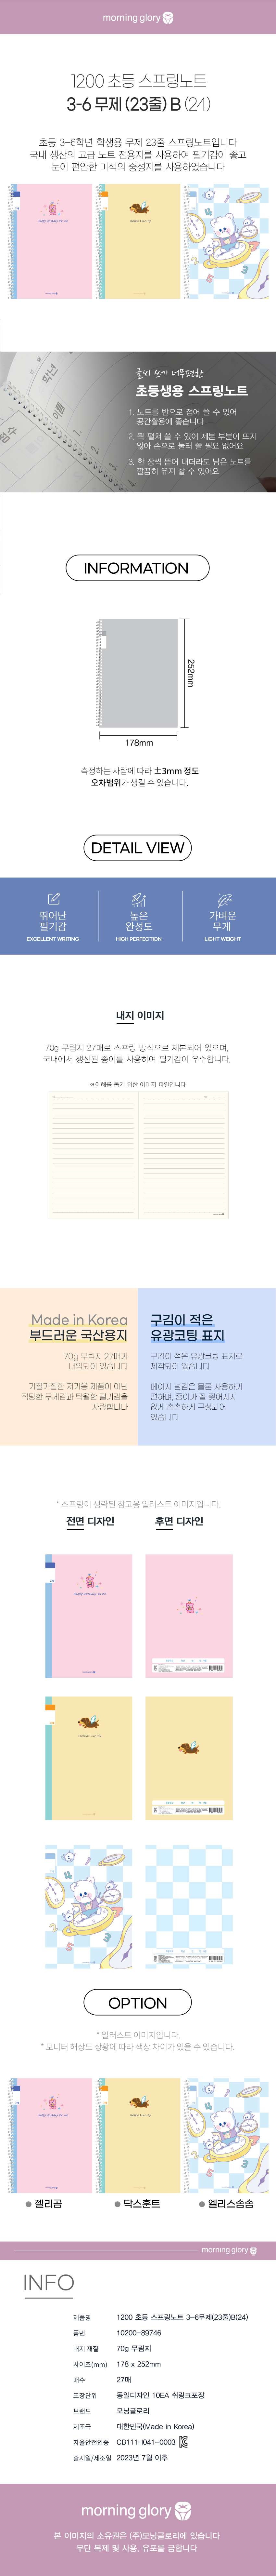 morning glory
1200 초등 스프링노트
3-6 무제 (23줄) B (24)
초등 3-6학년 학생용 무제 23줄 스프링노트입니다
국내 생산의 고급 노트 전용지를 사용하여 필기감이 좋고
눈이 편안한 미색의 중성지를 사용하였습니다
글씨 쓰기 너무편한
초등생용 스프링노트
1. 노트를 반으로 접어 쓸 수 있어
공간활용에 좋습니다
2. 쫙 펼쳐 쓸 수 있어 제본 부분이 뜨지
않아 손으로 눌러 쓸 필요 없어요
3. 한 장씩 뜯어 내더라도 남은 노트를
깔끔히 유지 할 수 있어요
학년
이름
INFORMATION
252mm
178mm
측정하는 사람에 따라 ±3mm 정도
오차범위가 생길 수 있습니다.
DETAIL VIEW
뛰어난
필기감
EXCELLENT WRITING
높은
완성도
HIGH PERFECTION
가벼운
무게
LIGHT WEIGHT
내지 이미지
70g 무림지 27매로 스프링 방식으로 제본되어 있으며,
국내에서 생산된 종이를 사용하여 필기감이 우수합니다.
※이해를 돕기 위한 이미지 파일입니다
Made in Korea
부드러운 국산용지
70g 무림지 27매가
내입되어 있습니다
거칠거칠한 저가용 제품이 아닌
적당한 무게감과 탁월한 필기감을
자랑합니다
구김이 적은
유광코팅 표지
구김이 적은 유광코팅 표지로
제작되어 있습니다
페이지 넘김은 물론 사용하기
편하며, 종이가 잘 찢어지지
않게 촘촘하게 구성되어
있습니다
* 스프링이 생략된 참고용 일러스트 이미지입니다.
전면 디자인
후면 디자인
OPTION
* 일러스트 이미지입니다.
* 모니터 해상도 상황에 따라 색상 차이가 있을 수 있습니다.
젤리곰
닥스훈트
엘리스솜솜
morning glory
INFO
제품명 1200 초등 스프링노트 3-6무제(23줄)B(24)
품번 10200-89746
내지 재질 70g 무림지
사이즈(mm) 178 x 252mm
매수 27매
포장단위 동일디자인 10EA 쉬링크포장
브랜드 모닝글로리
제조국 대한민국(Made in Korea)
자율안전인증 CB111H041-0003
출시일/제조일 2023년 7월 이후
morning glory
본 이미지의 소유권은 (주)모닝글로리에 있습니다
무단 복제 및 사용, 유포를 금합니다